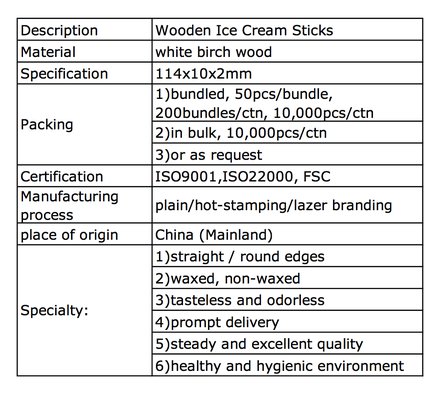 Description Wooden Ice Cream Sticks
Material white birch wood
Specification 114x10x2mm
Packing
1)bundled, 50pcs/bundle,
200bundles/ctn, 10,000pcs/ctn
2)in bulk, 10,000pcs/ctn
3)or as request
Certification ISO9001,ISO22000, FSC
Manufacturing
process
plain/hot-stamping/lazer branding
place of origin China (Mainland)
Specialty:
1)straight / round edges
2)waxed, non-waxed
3)tasteless and odorless
4)prompt delivery
5)steady and excellent quality
6)healthy and hygienic environment